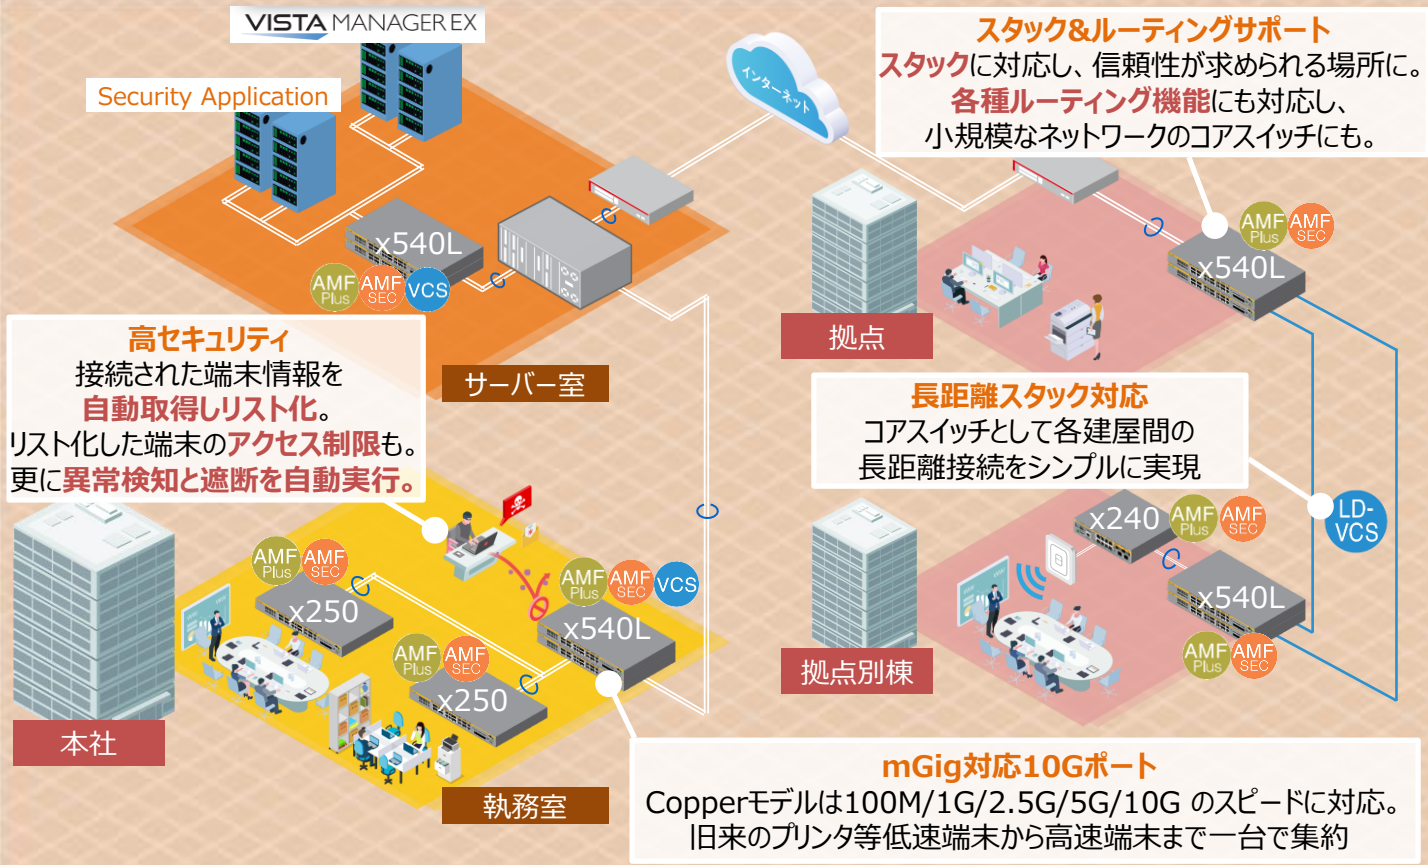 VISTA MANAGER EX
Security Application
インターネット
スタック&ルーティングサポート
スタックに対応し、信頼性が求められる場所に。
各種ルーティング機能にも対応し、
小規模なネットワークのコアスイッチにも。
x540L
AMF Plus
AMF SEC
VCS
サーバー室
AMF Plus
AMF SEC
x540L
拠点
高セキュリティ
接続された端末情報を
自動取得しリスト化。
リスト化した端末のアクセス制限も。
更に異常検知と遮断を自動実行。
長距離スタック対応
コアスイッチとして各建屋間の
長距離接続をシンプルに実現
LD-
VCS
x240
AMF Plus
AMF SEC
x540L
AMF Plus
AMF SEC
拠点別棟
AMF Plus
AMF SEC
x250
AMF Plus
AMF SEC
VCS
x540L
AMF Plus
AMF SEC
x250
本社
執務室
mGig対応10Gポート
Copperモデルは100M/1G/2.5G/5G/10G のスピードに対応。
旧来のプリンタ等低速端末から高速端末まで一台で集約